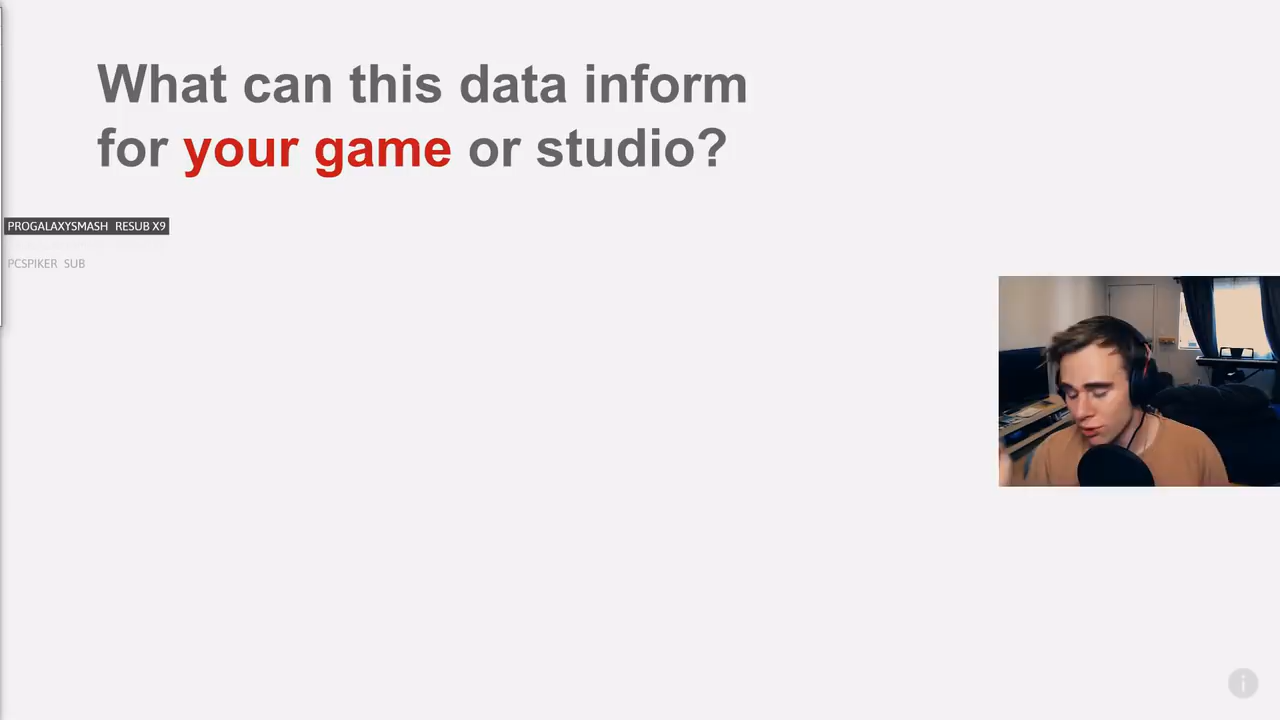 What can this data inform
for your game or studio?
PROGALAXYSMASH RESUB X9
PCSPIKER SUB
i